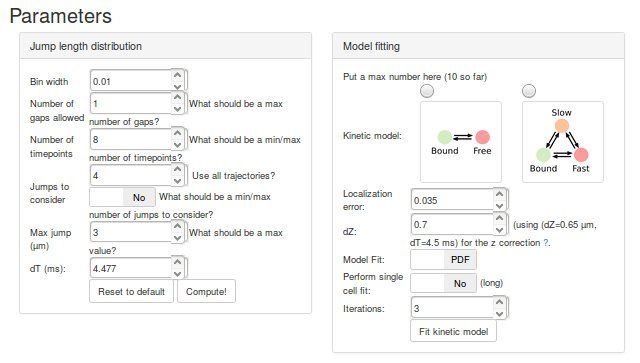 Parameters
Jump length distribution
Bin width 0.01
Number of gaps allowed 1 What should be a max number of gaps?
Number of timepoints 8 What should be a min/max number of timepoints?
Jumps to consider 4 Use all trajectories?
No What should be a min/max number of jumps to consider?
Max jump (µm) 3 What should be a max value?
dT (ms): 4.477
Reset to default Compute!
Model fitting
Put a max number here (10 so far)
Kinetic model:
Bound Free
Slow
Bound Fast
Localization error: 0.035
dZ: 0.7 (using (dZ=0.65 µm, dT=4.5 ms) for the z correction ?.
Model Fit: PDF
Perform single cell fit: No (long)
Iterations: 3
Fit kinetic model